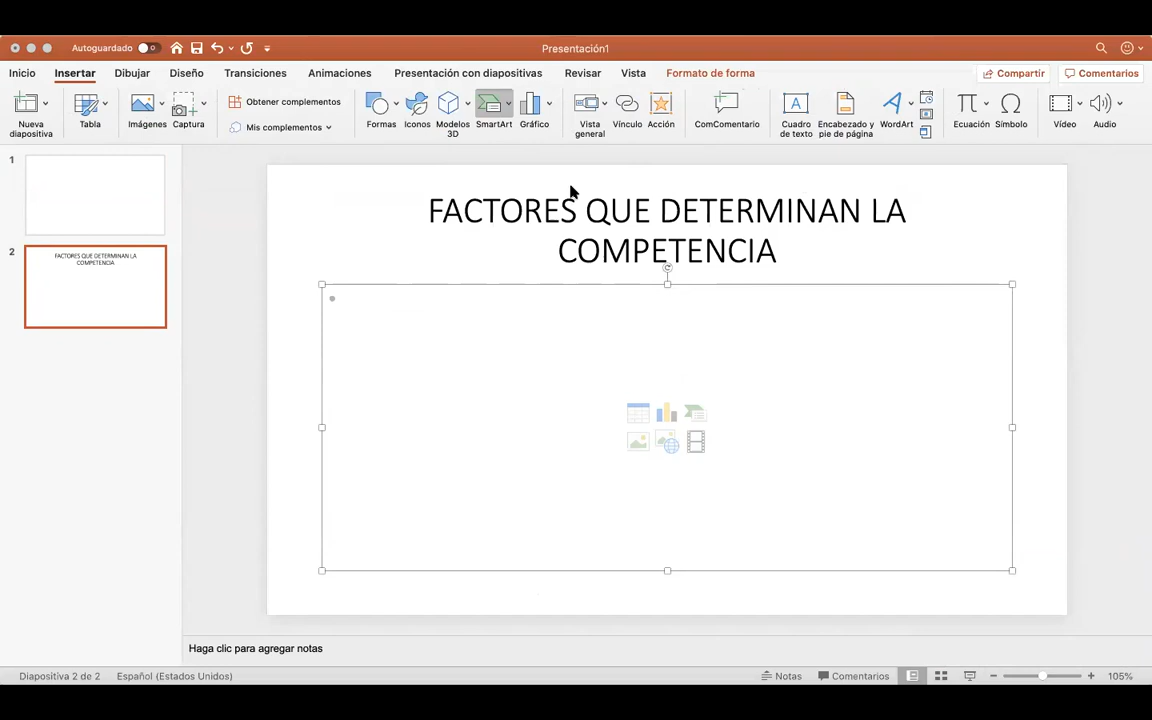 Autoguardado
Presentación1
Inicio Insertar Dibujar Diseño Transiciones Animaciones Presentación con diapositivas Revisar Vista Formato de forma Compartir Comentarios
Nueva diapositiva
Tabla
Imágenes
Captura
Obtener complementos
Mis complementos
Formas
Iconos
Modelos 3D
SmartArt
Gráfico
Vista general
Vínculo
Acción
ComComentario
Cuadro de texto
Encabezado y pie de página
WordArt
Ecuación
Símbolo
Vídeo
Audio
1
2
FACTORES QUE DETERMINAN LA
COMPETENCIA
FACTORES QUE DETERMINAN LA
COMPETENCIA
Haga clic para agregar notas
Diapositiva 2 de 2 Español (Estados Unidos) Notas Comentarios 105%